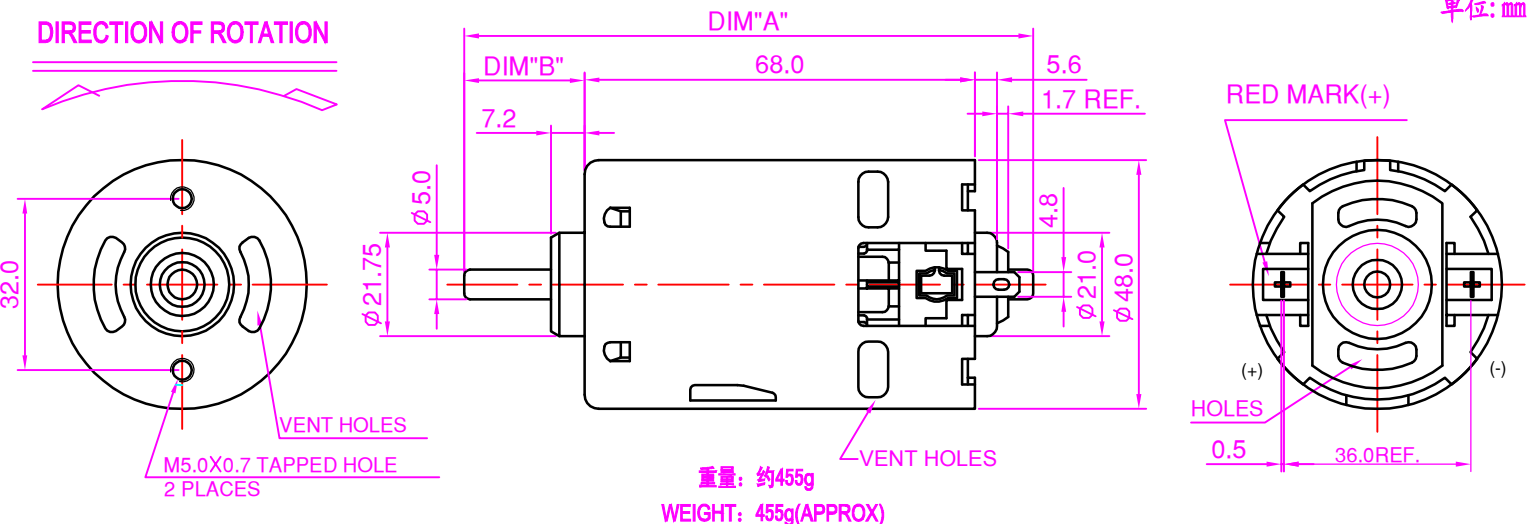 单位: mm
DIRECTION OF ROTATION
DIM"A"
DIM"B"
68.0
5.6
1.7 REF.
7.2
RED MARK(+)
32.0
ϕ5.0
ϕ21.75
4.8
ϕ21.0
ϕ48.0
(+)
(-)
VENT HOLES
M5.0X0.7 TAPPED HOLE
2 PLACES
VENT HOLES
HOLES
0.5
36.0REF.
重量: 约455g
WEIGHT: 455g(APPROX)